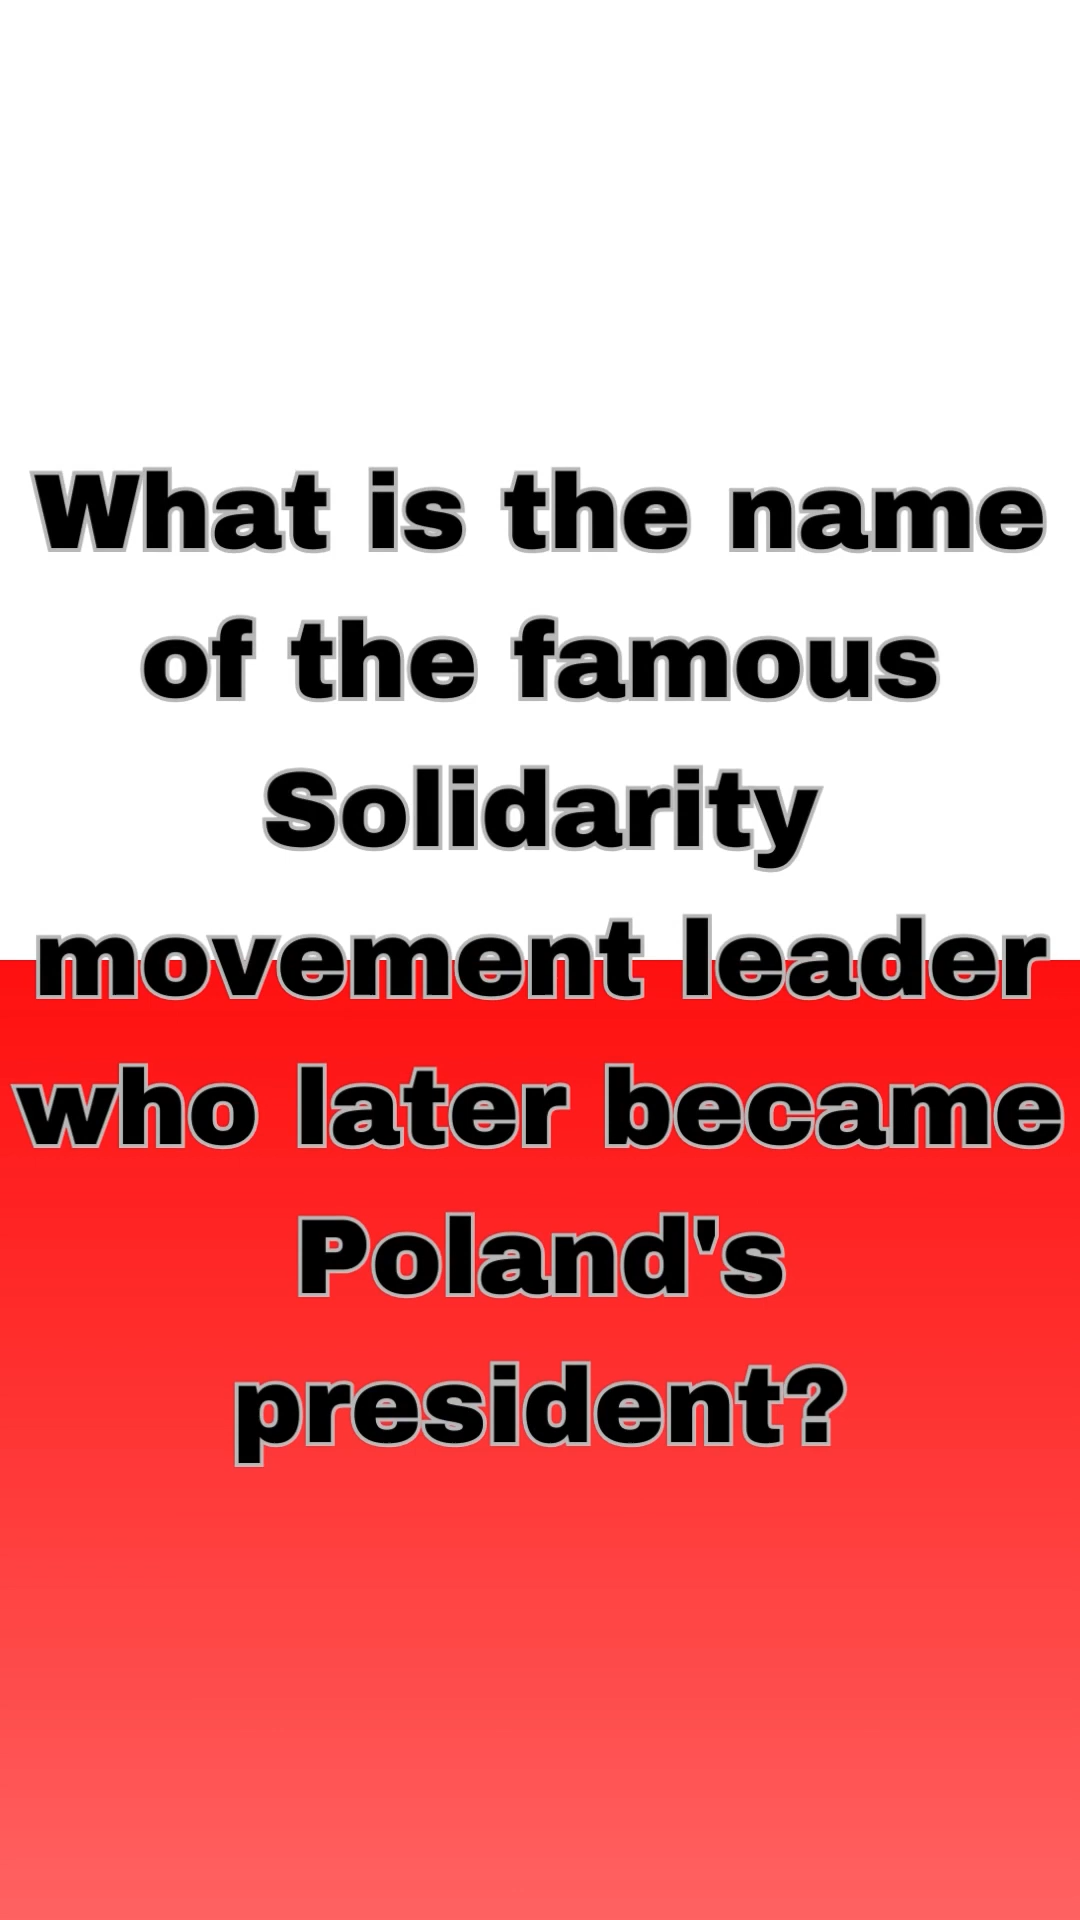 What is the name
of the famous
Solidarity
movement leader
who later became
Poland's
president?